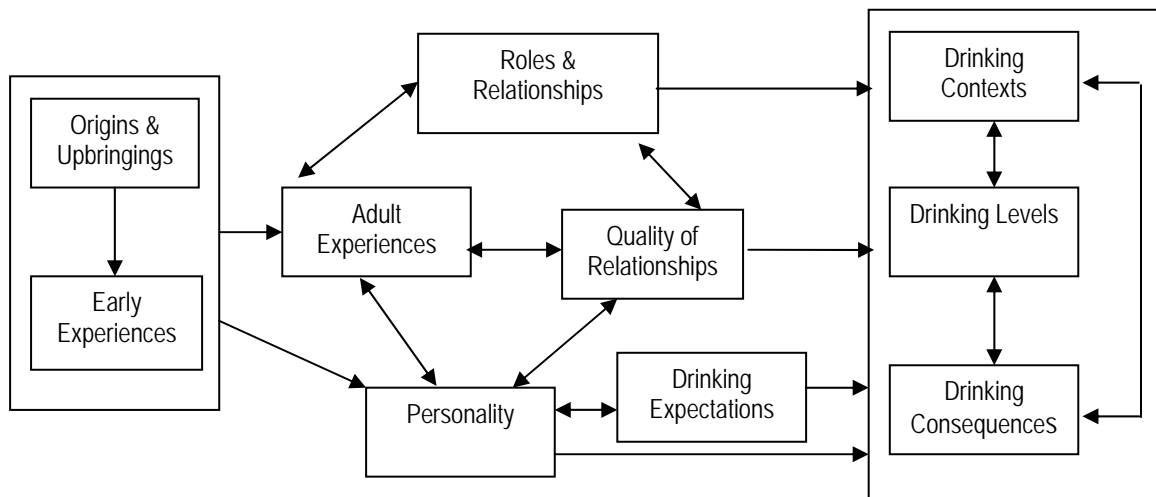 Origins &
Upbringings
Early
Experiences
Roles &
Relationships
Adult
Experiences
Quality of
Relationships
Personality
Drinking
Expectations
Drinking
Contexts
Drinking Levels
Drinking
Consequences